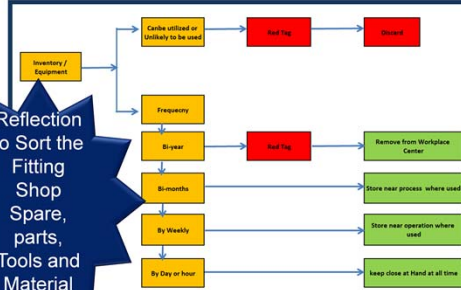 Canbe utilized or
Unlikely to be used
Red Tag
Discard
Inventory /
Equipment
Reflection
to Sort the
Fitting
Shop
Spare,
parts,
Tools and
Material
Frequecny
Bi-year
Red Tag
Remove from Workplace
Center
Bi-months
Store near process where used
By Weekly
Store near operation where
used
By Day or hour
keep close at Hand at all time